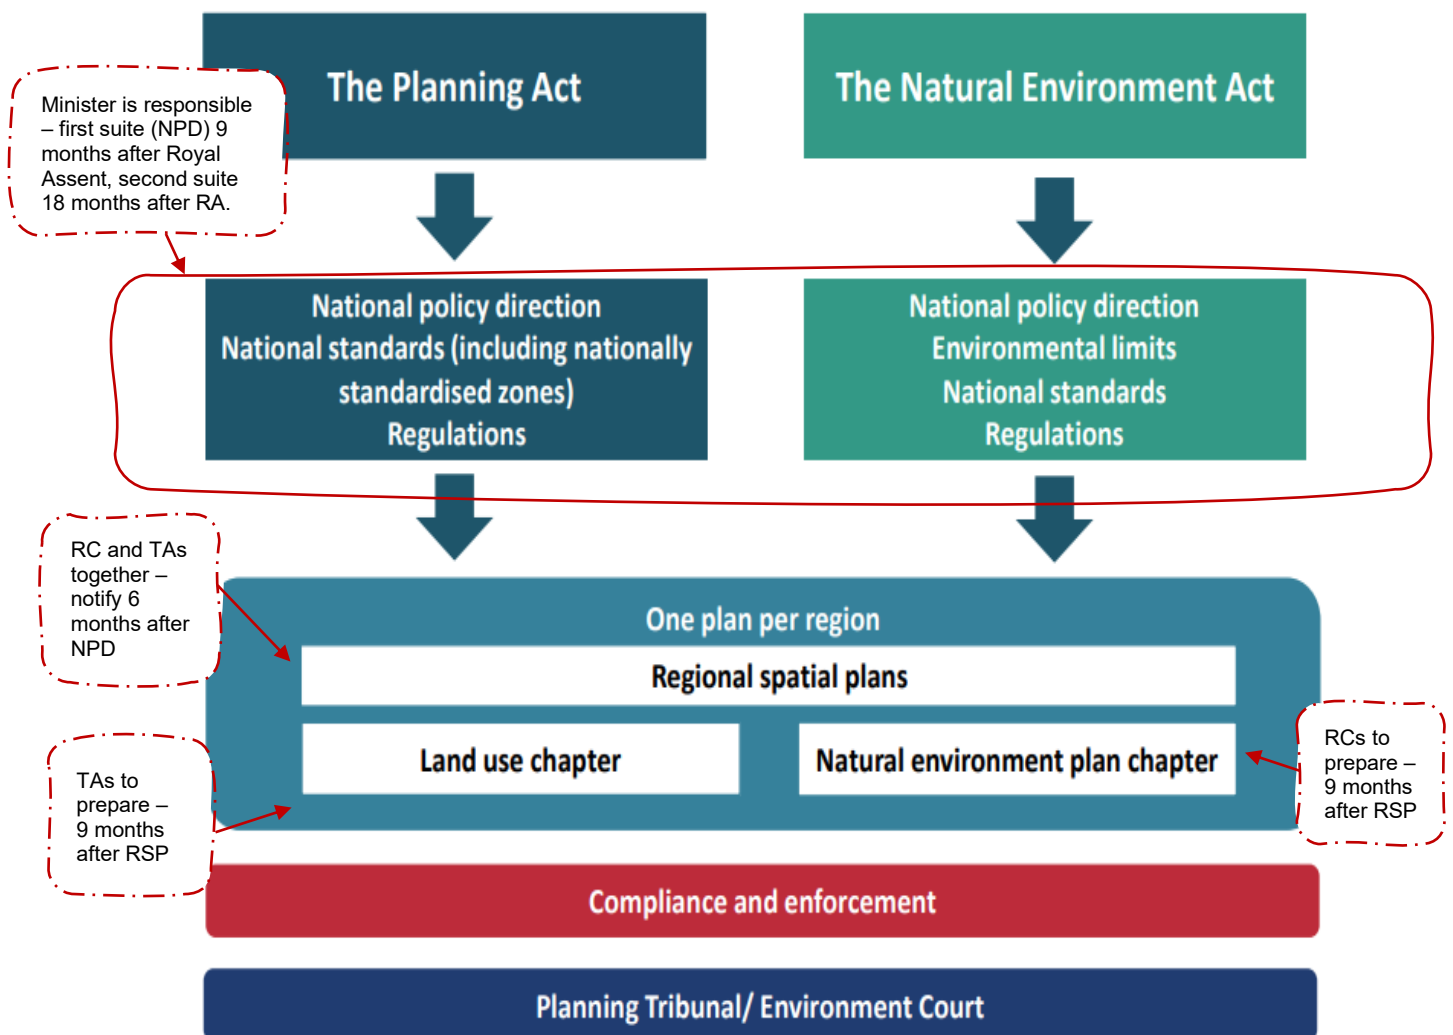 The Planning Act
The Natural Environment Act
Minister is responsible
– first suite (NPD) 9
months after Royal
Assent, second suite
18 months after RA.
National policy direction
National standards (including nationally
standardised zones)
Regulations
National policy direction
Environmental limits
National standards
Regulations
RC and TAs
together –
notify 6
months after
NPD
One plan per region
Regional spatial plans
Land use chapter
Natural environment plan chapter
TAs to
prepare –
9 months
after RSP
RCs to
prepare –
9 months
after RSP
Compliance and enforcement
Planning Tribunal/ Environment Court